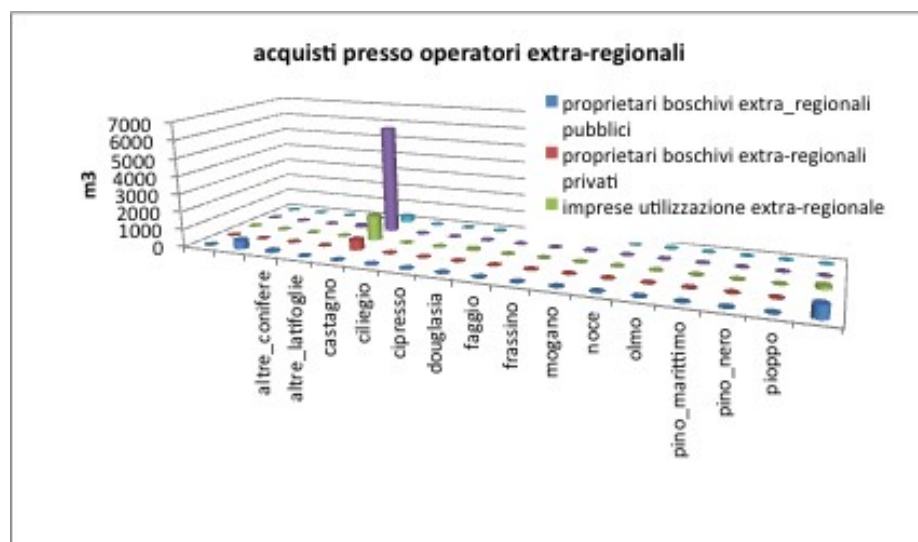 acquisti presso operatori extra-regionali
proprietari boschivi extra_regionali
pubblici
proprietari boschivi extra-regionali
privati
imprese utilizzazione extra-regionale
m3
7000
6000
5000
4000
3000
2000
1000
0
altre_conifere
altre_latifoglie
castagno
ciliegio
cipresso
douglasia
faggio
frassino
mogano
noce
olmo
pino_marittimo
pino_nero
pioppo